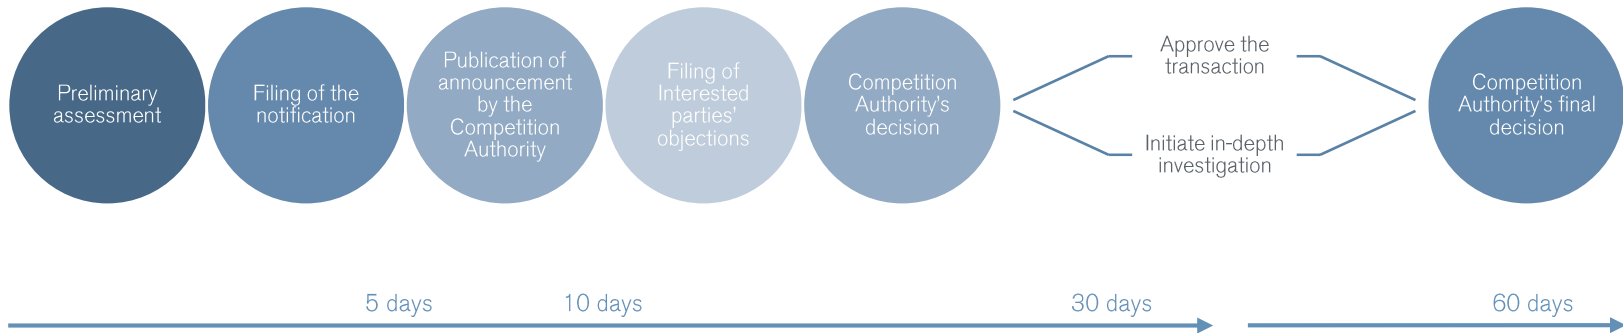 Preliminary
assessment
Filing of the
notification
Publication of
announcement
by the
Competition
Authority
Filing of
Interested
parties'
objections
Competition
Authority's
decision
Approve the
transaction
Initiate in-depth
investigation
Competition
Authority's final
decision
5 days
10 days
30 days
60 days